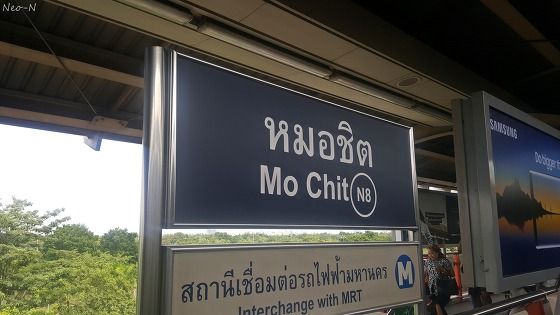 Neo-N
หมอชิต
Mo Chit N8
สถานีเชื่อมต่อรถไฟฟ้ามหานคร
Interchange with MRT
M
SAMSUNG
Do bigger